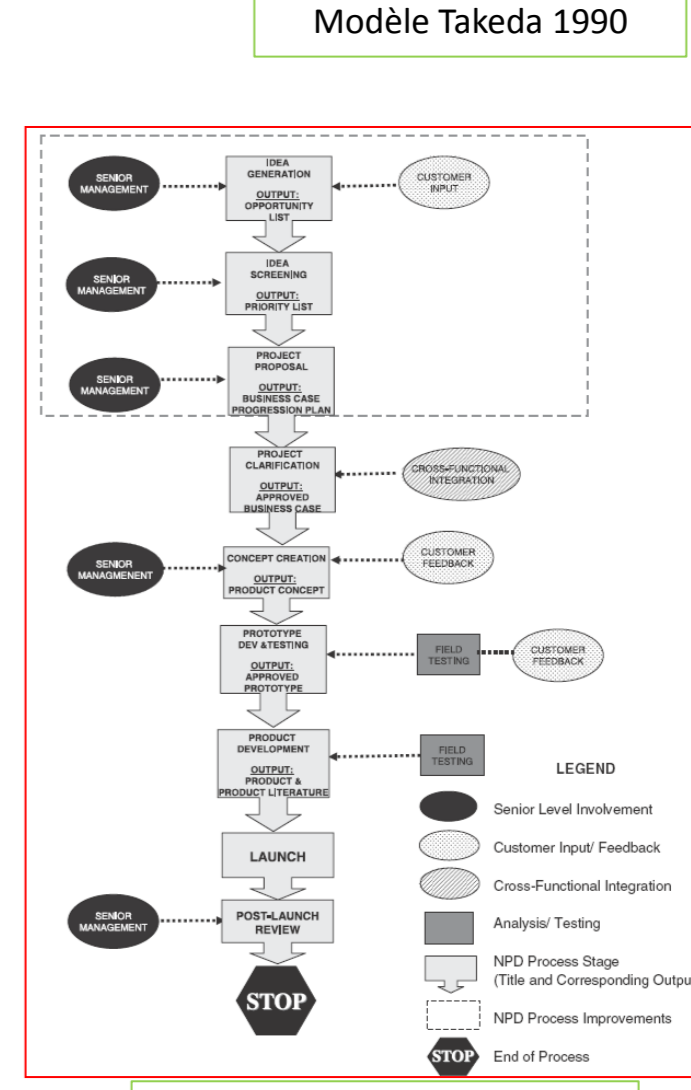 Modèle Takeda 1990
SENIOR
MANAGEMENT
IDEA
GENERATION
OUTPUT:
OPPORTUNITY
LIST
CUSTOMER
INPUT
SENIOR
MANAGEMENT
IDEA
SCREENING
OUTPUT:
PRIORITY LIST
SENIOR
MANAGEMENT
PROJECT
PROPOSAL
OUTPUT:
BUSINESS CASE
PROGRESSION PLAN
PROJECT
CLARIFICATION
OUTPUT:
APPROVED
BUSINESS CASE
CROSS-FUNCTIONAL
INTEGRATION
SENIOR
MANAGMENENT
CONCEPT CREATION
OUTPUT:
PRODUCT CONCEPT
CUSTOMER
FEEDBACK
PROTOTYPE
DEV &TESTING
OUTPUT:
APPROVED
PROTOTYPE
FIELD
TESTING
CUSTOMER
FEEDBACK
PRODUCT
DEVELOPMENT
OUTPUT:
PRODUCT &
PRODUCT LITERATURE
FIELD
TESTING
LAUNCH
SENIOR
MANAGEMENT
POST-LAUNCH
REVIEW
STOP
LEGEND
Senior Level Involvement
Customer Input/ Feedback
Cross-Functional Integration
Analysis/ Testing
NPD Process Stage
(Title and Corresponding Outpu
NPD Process Improvements
STOP
End of Process